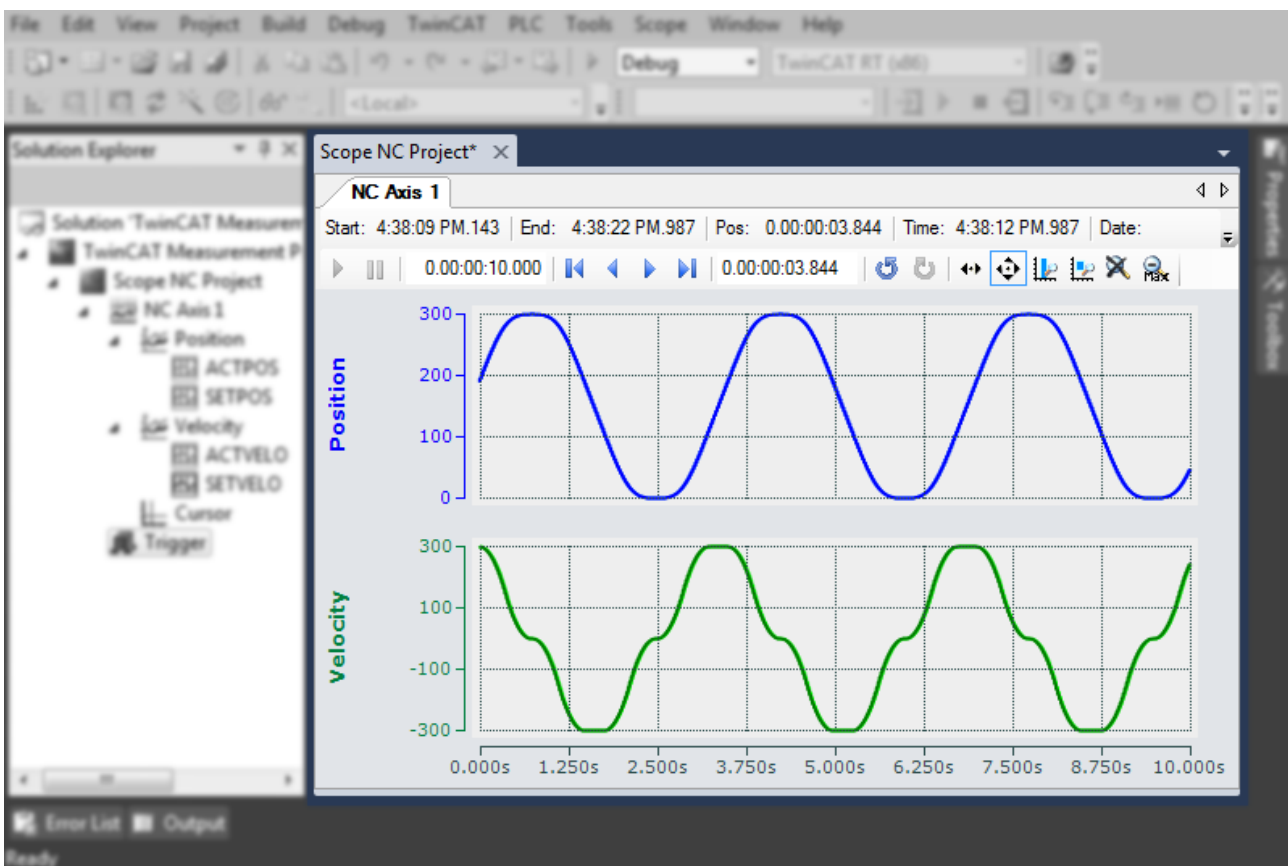 File Edit View Project Build Debug TwinCAT PLC Tools Scope Window Help
Debug TwinCAT RT (x86)
<Local>
Solution Explorer
Scope NC Project*
Properties
Toolbox
NC Axis 1
Start: 4:38:09 PM.143 End: 4:38:22 PM.987 Pos: 0.00:00:03.844 Time: 4:38:12 PM.987 Date:
0.00:00:10.000 0.00:00:03.844 Max
Solution 'TwinCAT Measurem
TwinCAT Measurement P
Scope NC Project
NC Axis 1
Position
ACTPOS
SETPOS
Velocity
ACTVELO
SETVELO
Cursor
Trigger
Position
300
200
100
0
Velocity
300
100
-100
-300
0.000s 1.250s 2.500s 3.750s 5.000s 6.250s 7.500s 8.750s 10.000s
Error List Output
Ready